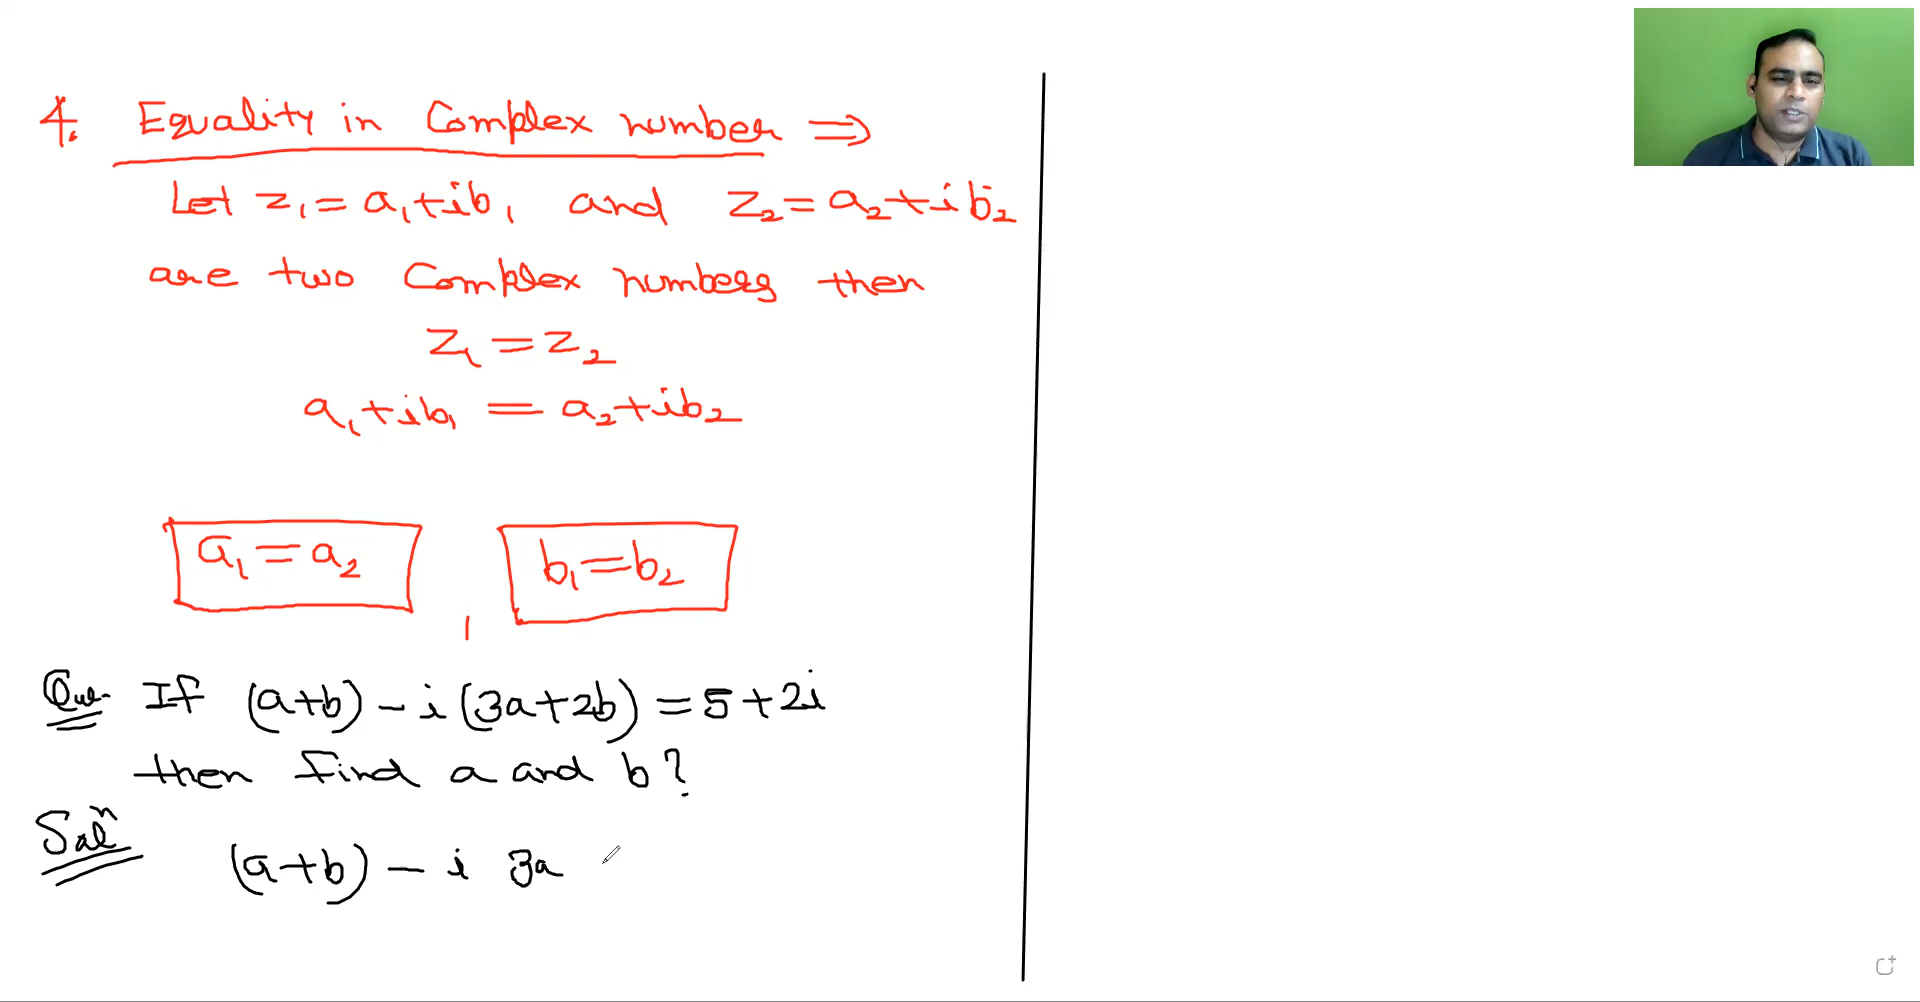 4. Equality in Complex number ⇒
Let z₁ = a₁+ib₁ and z₂ = a₂+ib₂
are two Complex numbers then
z₁ = z₂
a₁+ib₁ = a₂+ib₂
a₁ = a₂ , b₁ = b₂
Que- If (a+b) - i (3a+2b) = 5+2i
then find a and b?
Solⁿ
(a+b) - i 3a